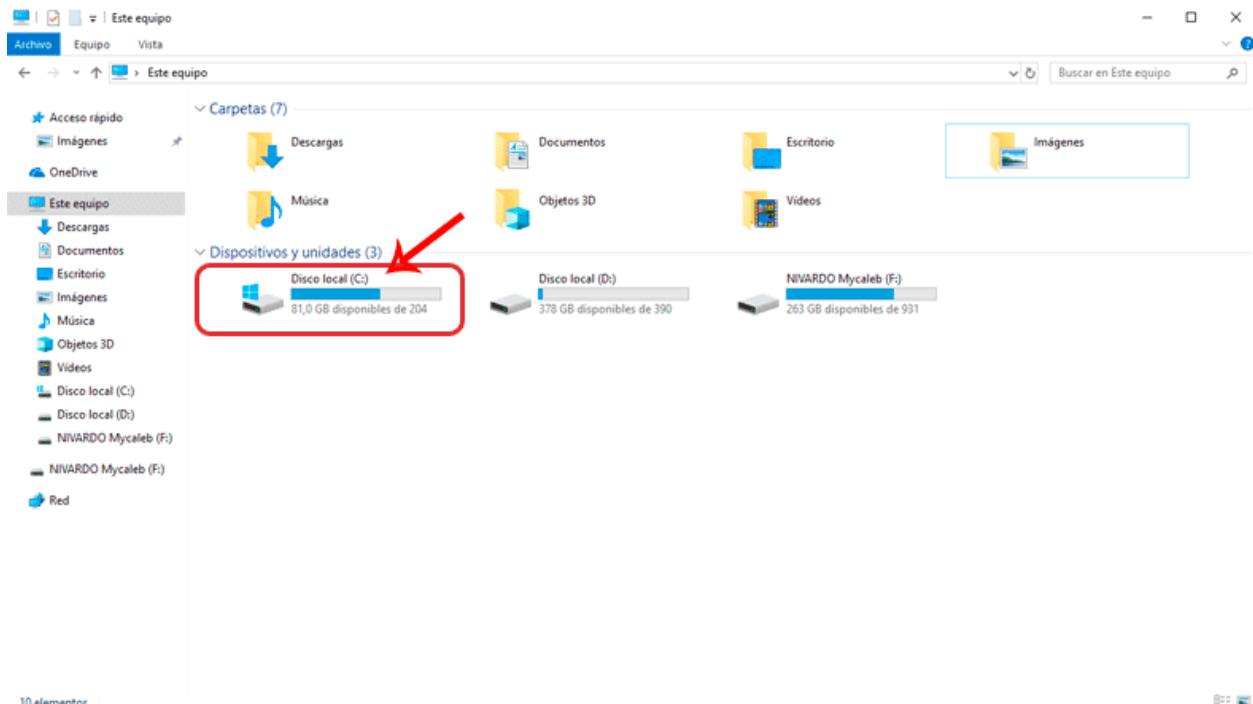 Este equipo
Archivo Equipo Vista
Este equipo
Buscar en Este equipo
Acceso rápido
Imágenes
OneDrive
Este equipo
Descargas
Documentos
Escritorio
Imágenes
Música
Objetos 3D
Vídeos
Disco local (C:)
Disco local (D:)
NIVARDO Mycaleb (F:)
NIVARDO Mycaleb (F:)
Red
Carpetas (7)
Descargas
Documentos
Escritorio
Imágenes
Música
Objetos 3D
Vídeos
Dispositivos y unidades (3)
Disco local (C:)
81,0 GB disponibles de 204
Disco local (D:)
378 GB disponibles de 390
NIVARDO Mycaleb (F:)
263 GB disponibles de 931
10 elementos